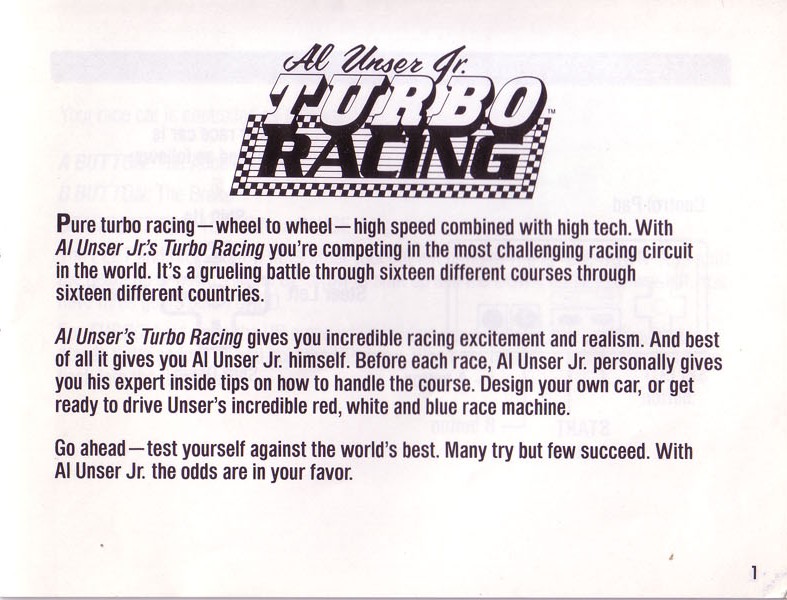 Al Unser Jr.
TURBO
RACING™
Pure turbo racing—wheel to wheel—high speed combined with high tech. With
Al Unser Jr.'s Turbo Racing you're competing in the most challenging racing circuit
in the world. It's a grueling battle through sixteen different courses through
sixteen different countries.
Al Unser's Turbo Racing gives you incredible racing excitement and realism. And best
of all it gives you Al Unser Jr. himself. Before each race, Al Unser Jr. personally gives
you his expert inside tips on how to handle the course. Design your own car, or get
ready to drive Unser's incredible red, white and blue race machine.
Go ahead—test yourself against the world's best. Many try but few succeed. With
Al Unser Jr. the odds are in your favor.
1